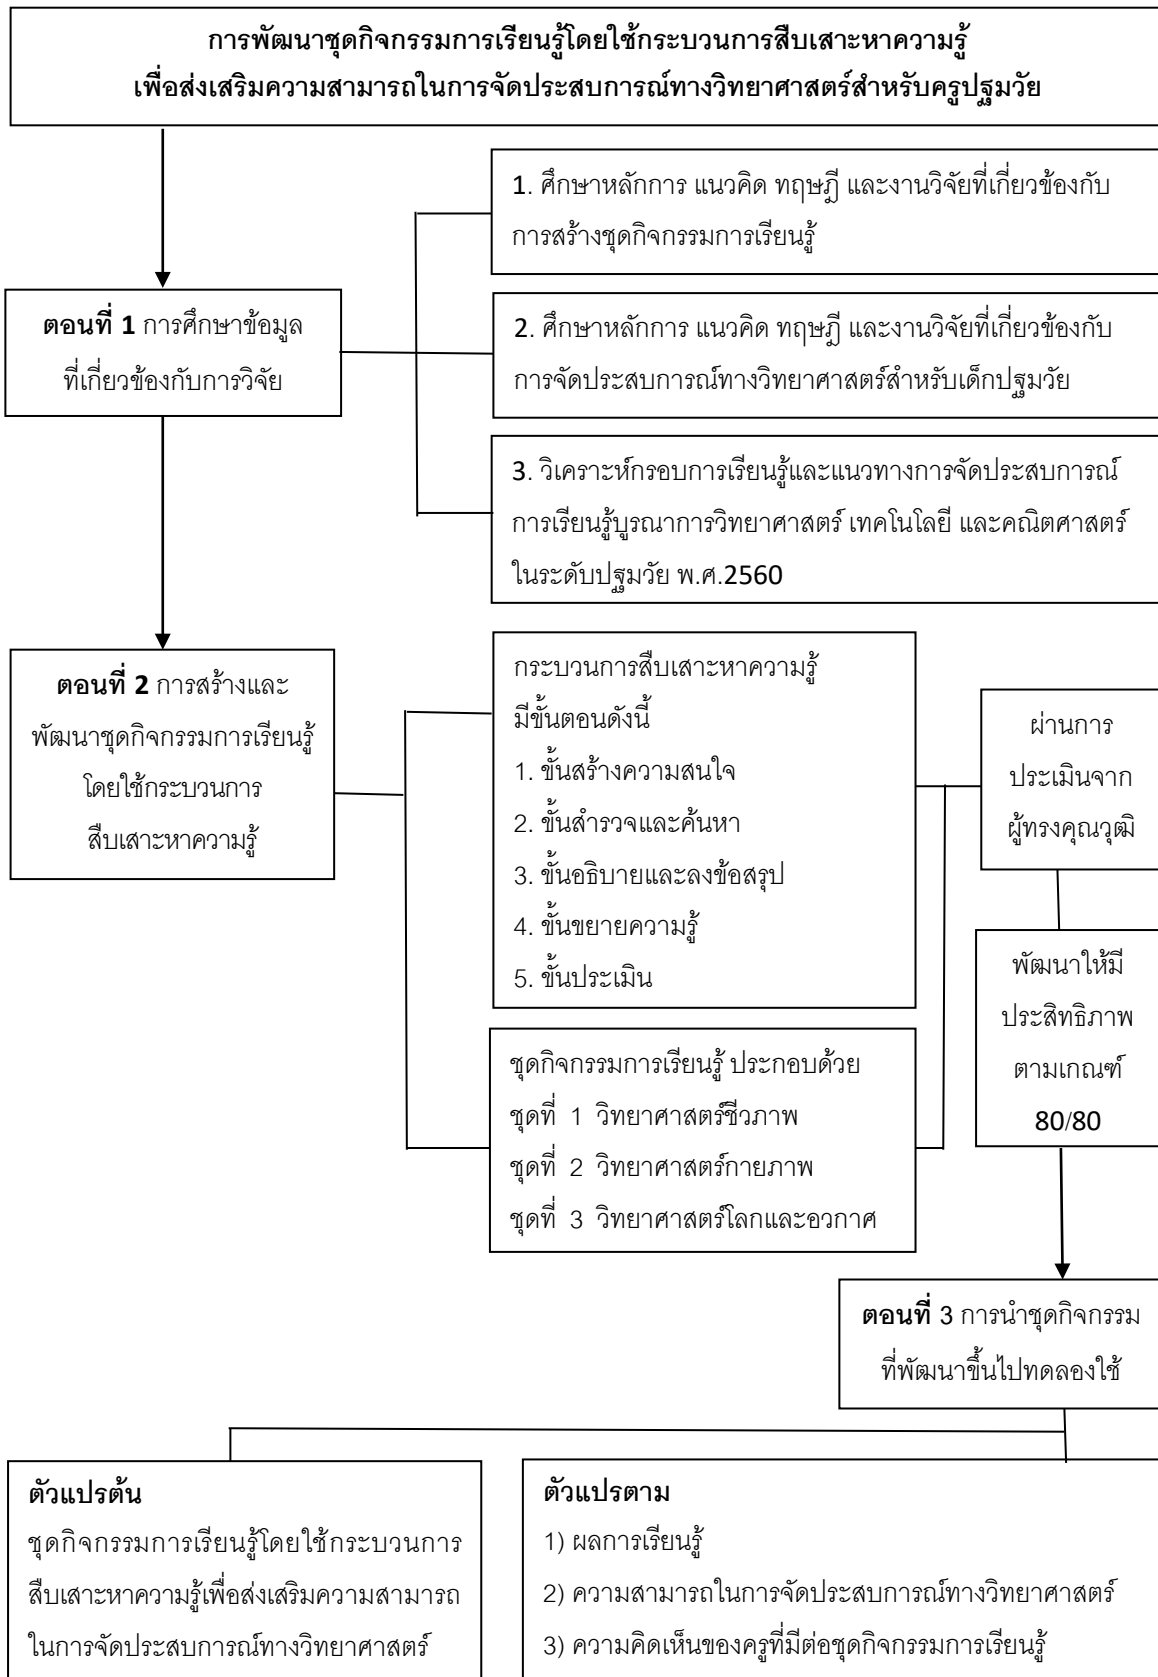 การพัฒนาชุดกิจกรรมการเรียนรู้โดยใช้กระบวนการสืบเสาะหาความรู้
เพื่อส่งเสริมความสามารถในการจัดประสบการณ์ทางวิทยาศาสตร์สำหรับครูปฐมวัย
1. ศึกษาหลักการ แนวคิด ทฤษฎี และงานวิจัยที่เกี่ยวข้องกับ
การสร้างชุดกิจกรรมการเรียนรู้
ตอนที่ 1 การศึกษาข้อมูล
ที่เกี่ยวข้องกับการวิจัย
2. ศึกษาหลักการ แนวคิด ทฤษฎี และงานวิจัยที่เกี่ยวข้องกับ
การจัดประสบการณ์ทางวิทยาศาสตร์สำหรับเด็กปฐมวัย
3. วิเคราะห์กรอบการเรียนรู้และแนวทางการจัดประสบการณ์
การเรียนรู้บูรณาการวิทยาศาสตร์ เทคโนโลยี และคณิตศาสตร์
ในระดับปฐมวัย พ.ศ.2560
ตอนที่ 2 การสร้างและ
พัฒนาชุดกิจกรรมการเรียนรู้
โดยใช้กระบวนการ
สืบเสาะหาความรู้
กระบวนการสืบเสาะหาความรู้
มีขั้นตอนดังนี้
1. ขั้นสร้างความสนใจ
2. ขั้นสำรวจและค้นหา
3. ขั้นอธิบายและลงข้อสรุป
4. ขั้นขยายความรู้
5. ขั้นประเมิน
ผ่านการ
ประเมินจาก
ผู้ทรงคุณวุฒิ
พัฒนาให้มี
ประสิทธิภาพ
ตามเกณฑ์
80/80
ชุดกิจกรรมการเรียนรู้ ประกอบด้วย
ชุดที่ 1 วิทยาศาสตร์ชีวภาพ
ชุดที่ 2 วิทยาศาสตร์กายภาพ
ชุดที่ 3 วิทยาศาสตร์โลกและอวกาศ
ตอนที่ 3 การนำชุดกิจกรรม
ที่พัฒนาขึ้นไปทดลองใช้
ตัวแปรต้น
ชุดกิจกรรมการเรียนรู้โดยใช้กระบวนการ
สืบเสาะหาความรู้เพื่อส่งเสริมความสามารถ
ในการจัดประสบการณ์ทางวิทยาศาสตร์
ตัวแปรตาม
1) ผลการเรียนรู้
2) ความสามารถในการจัดประสบการณ์ทางวิทยาศาสตร์
3) ความคิดเห็นของครูที่มีต่อชุดกิจกรรมการเรียนรู้